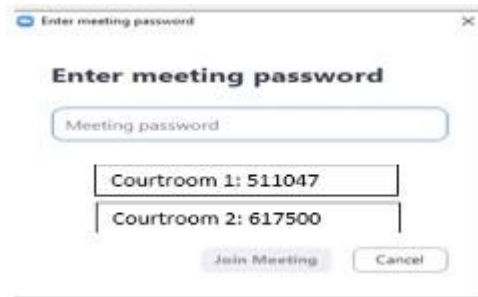 Enter meeting password
Enter meeting password
Meeting password
Courtroom 1: 511047
Courtroom 2: 617500
Join Meeting Cancel